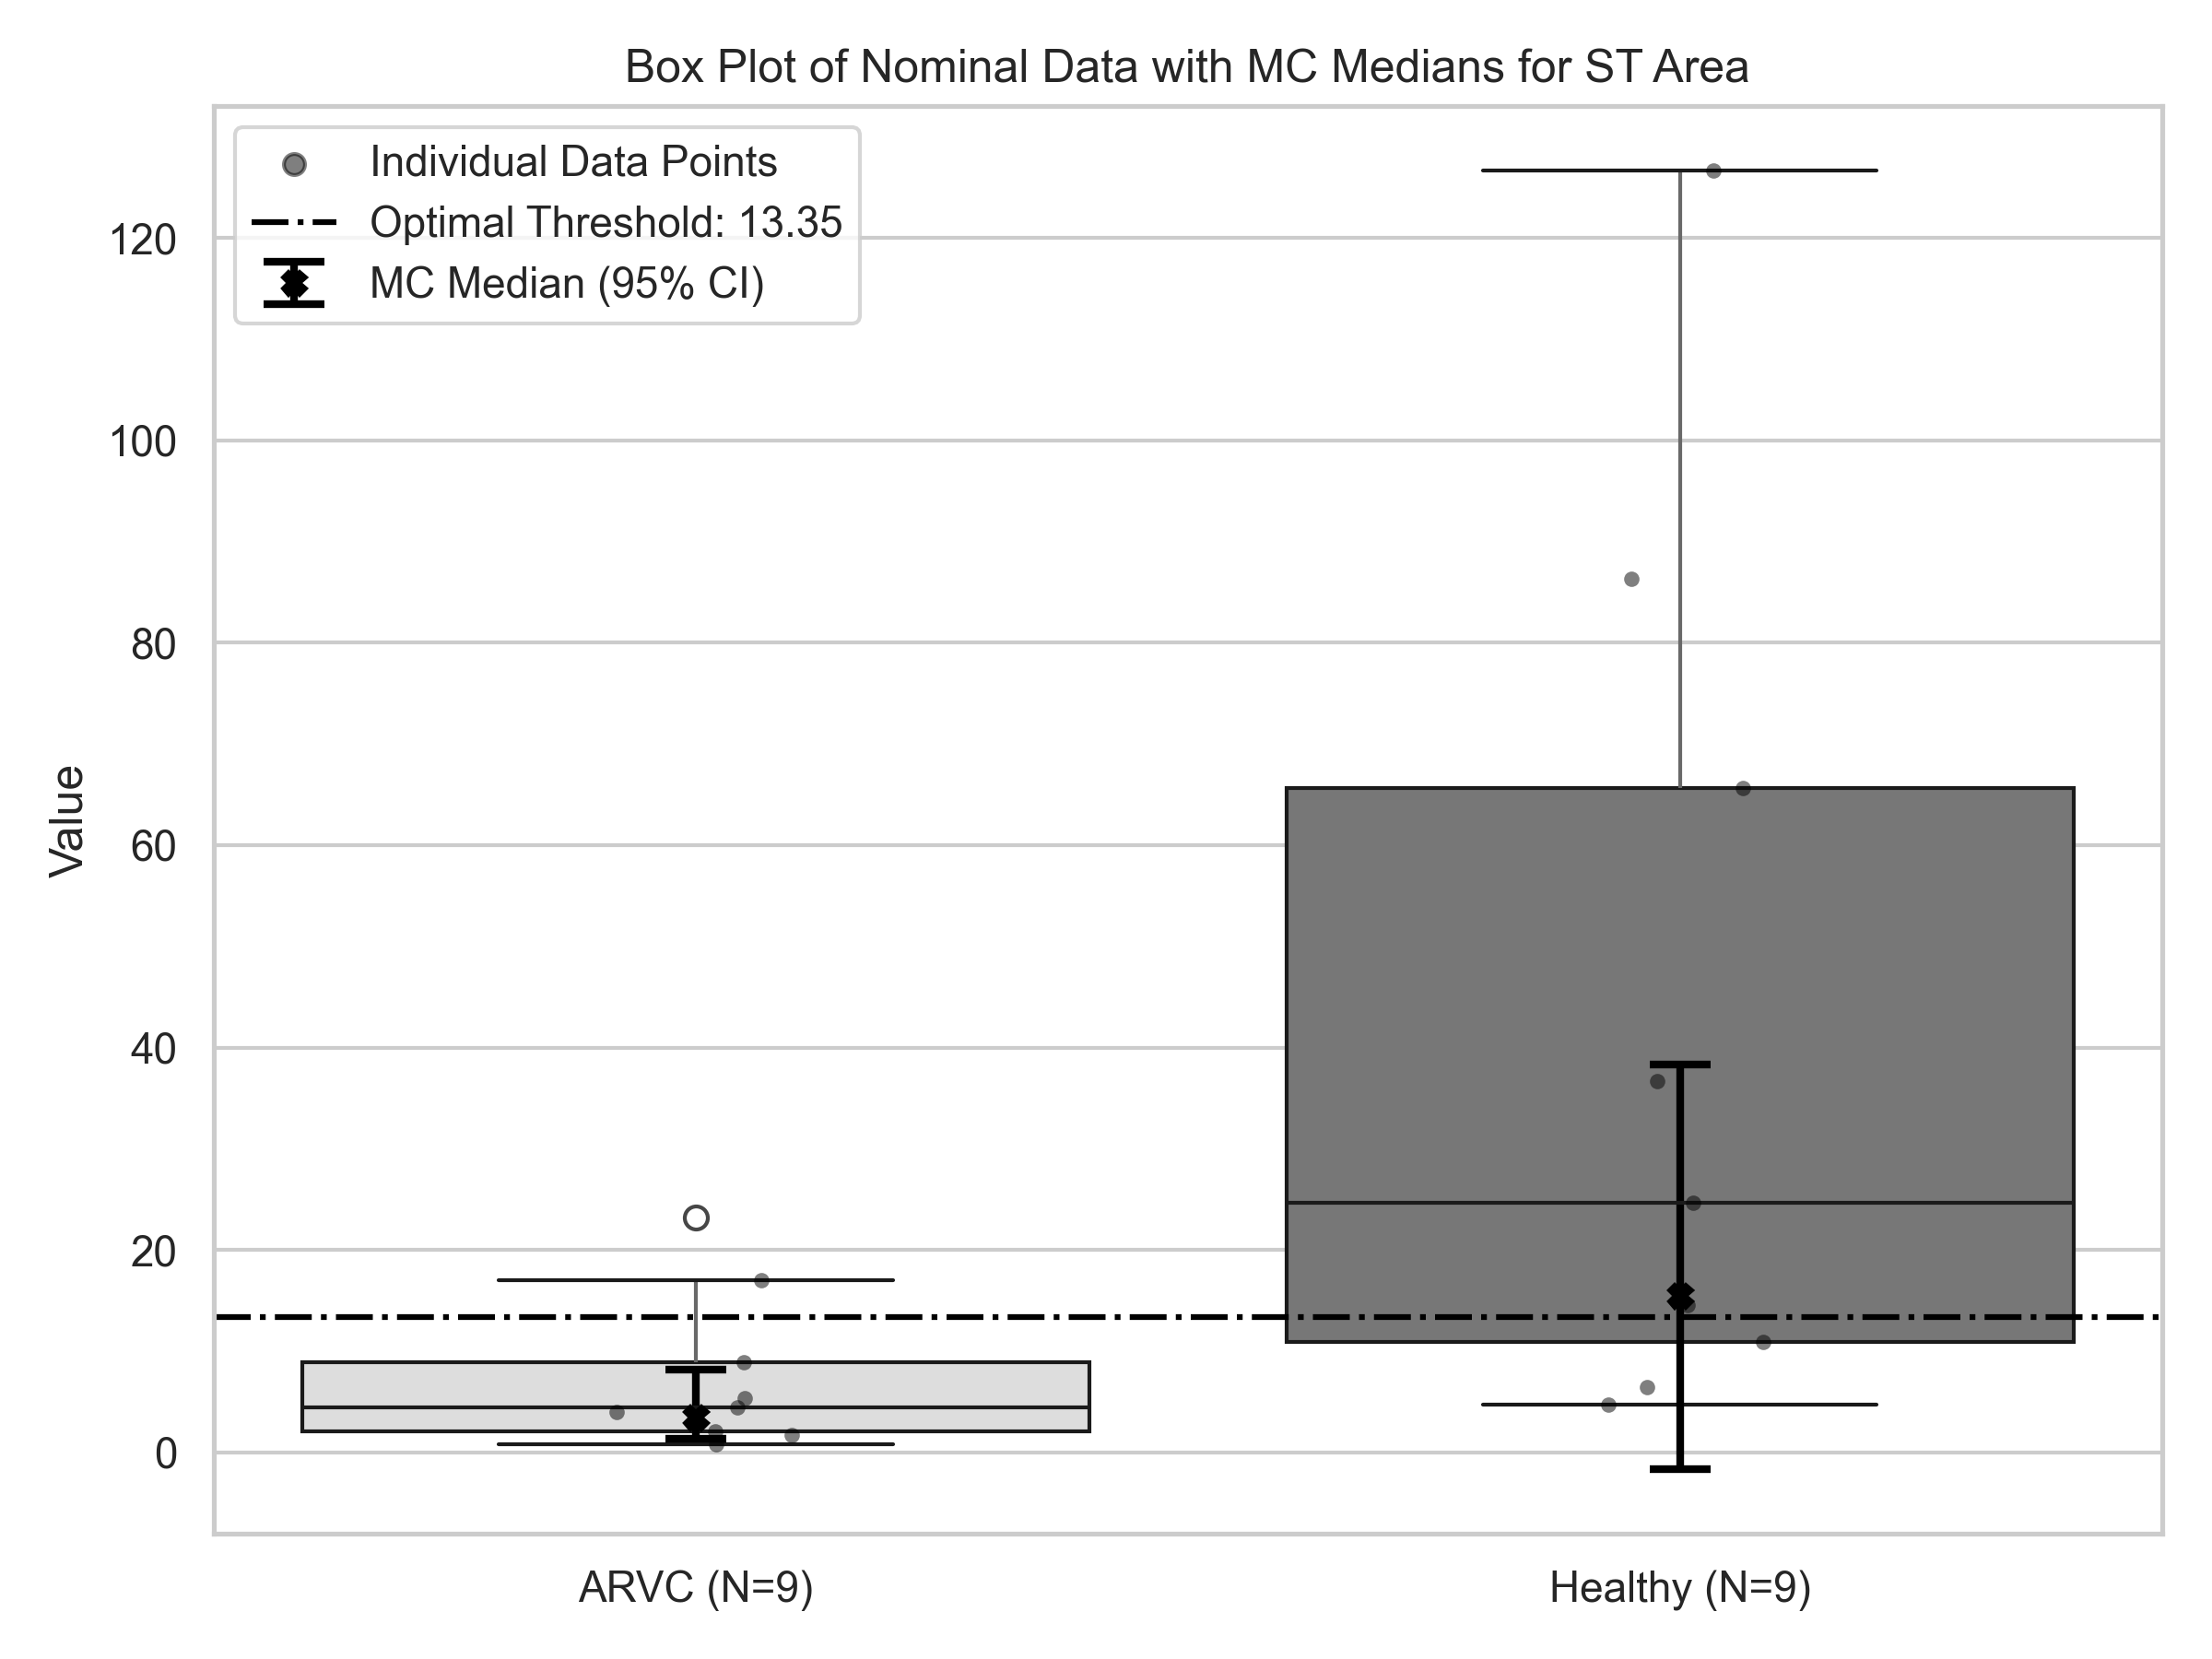 Box Plot of Nominal Data with MC Medians for ST Area
Individual Data Points
Optimal Threshold: 13.35
MC Median (95% CI)
Value
120
100
80
60
40
20
0
ARVC (N=9)
Healthy (N=9)